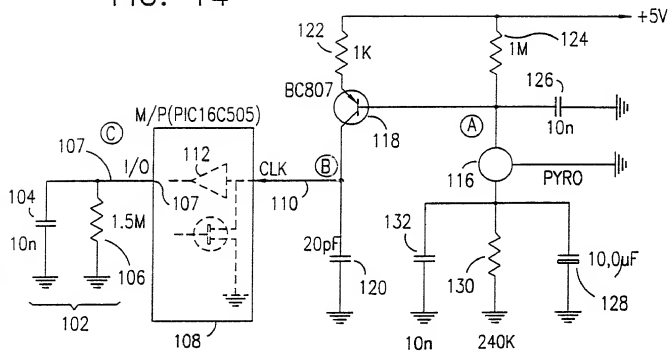 FIG. 14
+5V
122
1K
1M
124
BC807
126
10n
M/P(PIC16C505)
118
A
C
107
I/O
112
CLK
B
116
PYRO
104
107
110
10n
1.5M
106
20pF
132
10,0µF
120
130
128
102
108
10n
240K